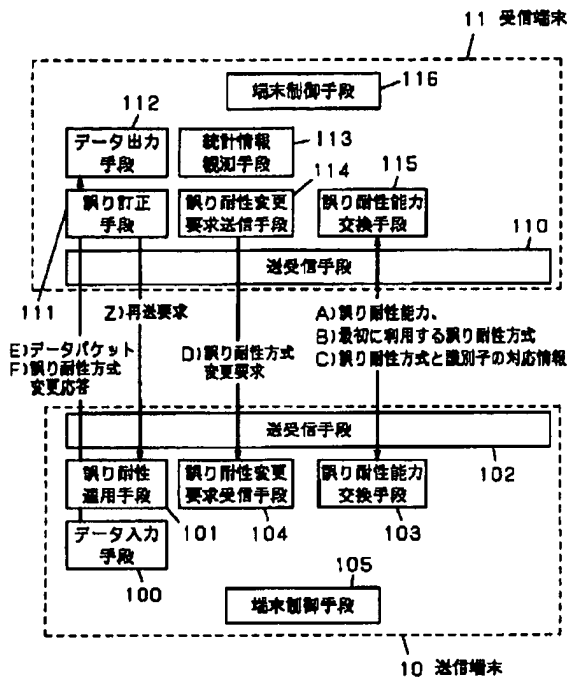 11 受信端末
端末制御手段
116
112
データ出力
手段
統計情報
観測手段
113
114
115
誤り訂正
手段
誤り耐性変更
要求送信手段
誤り耐性能力
交換手段
110
送受信手段
111
Z)再送要求
A)誤り耐性能力、
B)最初に利用する誤り耐性方式
C)誤り耐性方式と識別子の対応情報
E)データパケット
F)誤り耐性方式
変更応答
D)誤り耐性方式
変更要求
送受信手段
102
誤り耐性
適用手段
誤り耐性変更
要求受信手段
誤り耐性能力
交換手段
101
104
103
データ入力
手段
100
105
端末制御手段
10 送信端末